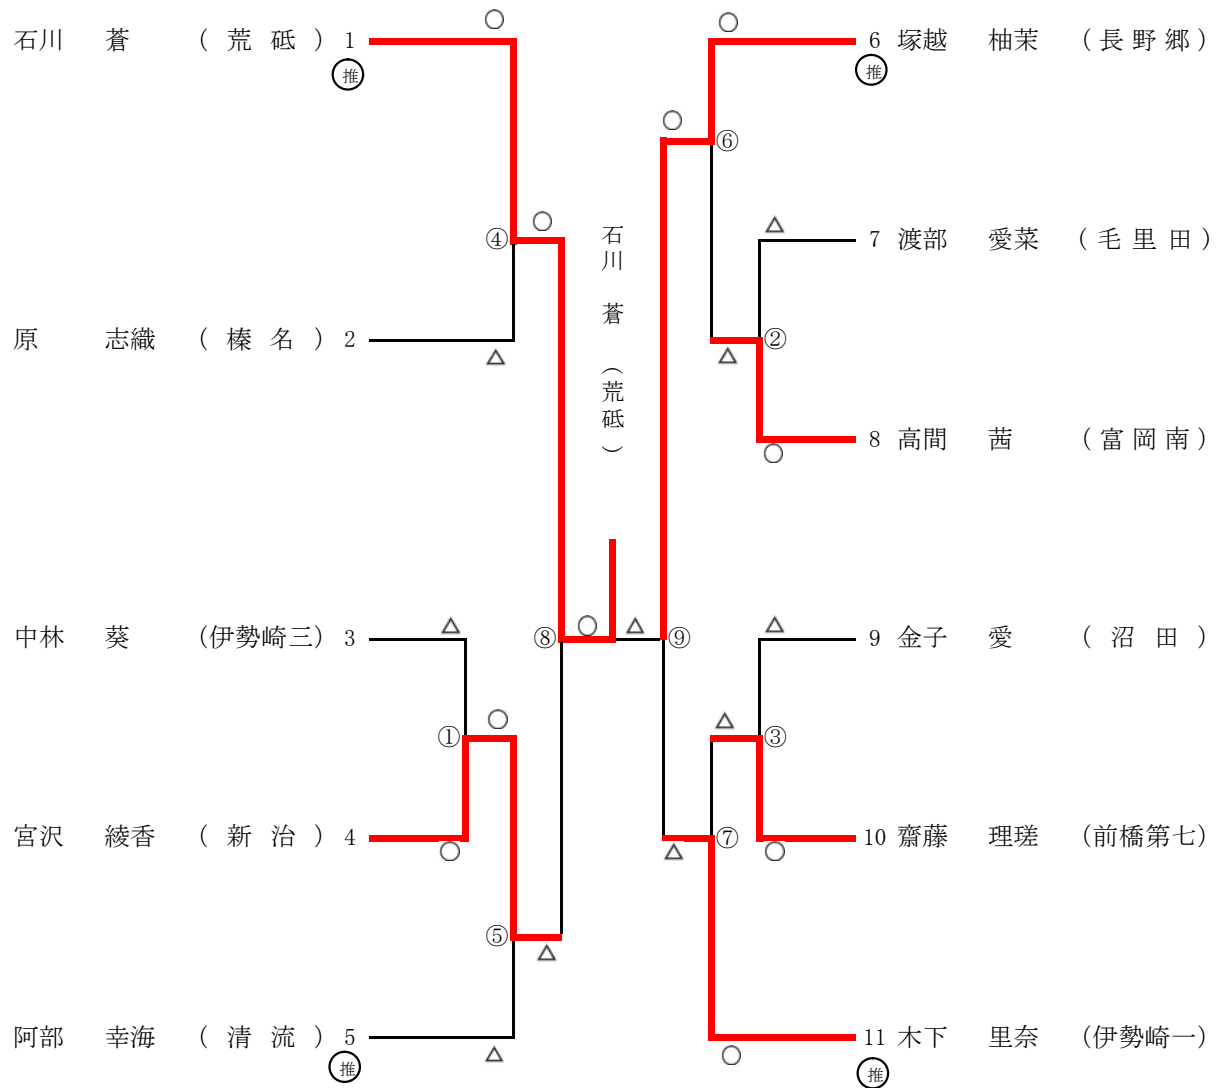 石川 蒼 (荒砥) 1
推
原 志織 (榛名) 2
中林 葵 (伊勢崎三) 3
宮沢 綾香 (新治) 4
阿部 幸海 (清流) 5
推
④
①
⑤
⑧
石川 蒼 (荒砥)
⑨
⑥
②
③
⑦
6 塚越 柚茉 (長野郷)
推
7 渡部 愛菜 (毛里田)
8 高間 茜 (富岡南)
9 金子 愛 (沼田)
10 齋藤 理瑳 (前橋第七)
11 木下 里奈 (伊勢崎一)
推